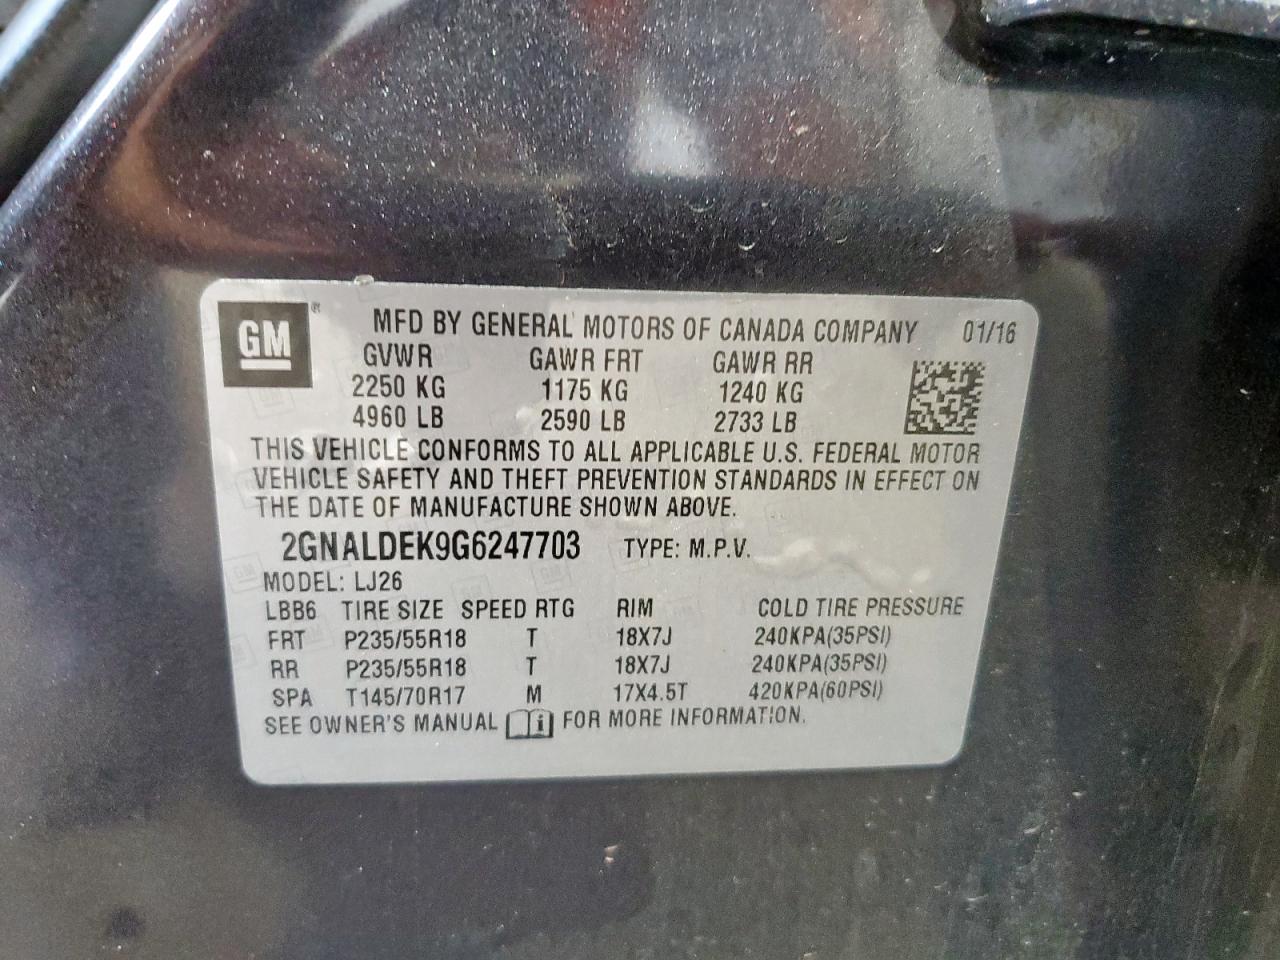 GM ® MFD BY GENERAL MOTORS OF CANADA COMPANY 01/16
GVWR GAWR FRT GAWR RR
2250 KG 1175 KG 1240 KG
4960 LB 2590 LB 2733 LB
THIS VEHICLE CONFORMS TO ALL APPLICABLE U.S. FEDERAL MOTOR
VEHICLE SAFETY AND THEFT PREVENTION STANDARDS IN EFFECT ON
THE DATE OF MANUFACTURE SHOWN ABOVE.
2GNALDEK9G6247703 TYPE: M.P.V.
MODEL: LJ26
LBB6 TIRE SIZE SPEED RTG RIM COLD TIRE PRESSURE
FRT P235/55R18 T 18X7J 240KPA(35PSI)
RR P235/55R18 T 18X7J 240KPA(35PSI)
SPA T145/70R17 M 17X4.5T 420KPA(60PSI)
SEE OWNER'S MANUAL i FOR MORE INFORMATION.